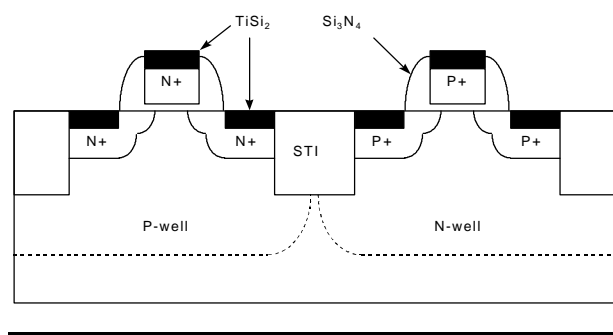 TiSi₂
Si₃N₄
N+
P+
N+
N+
STI
P+
P+
P-well
N-well